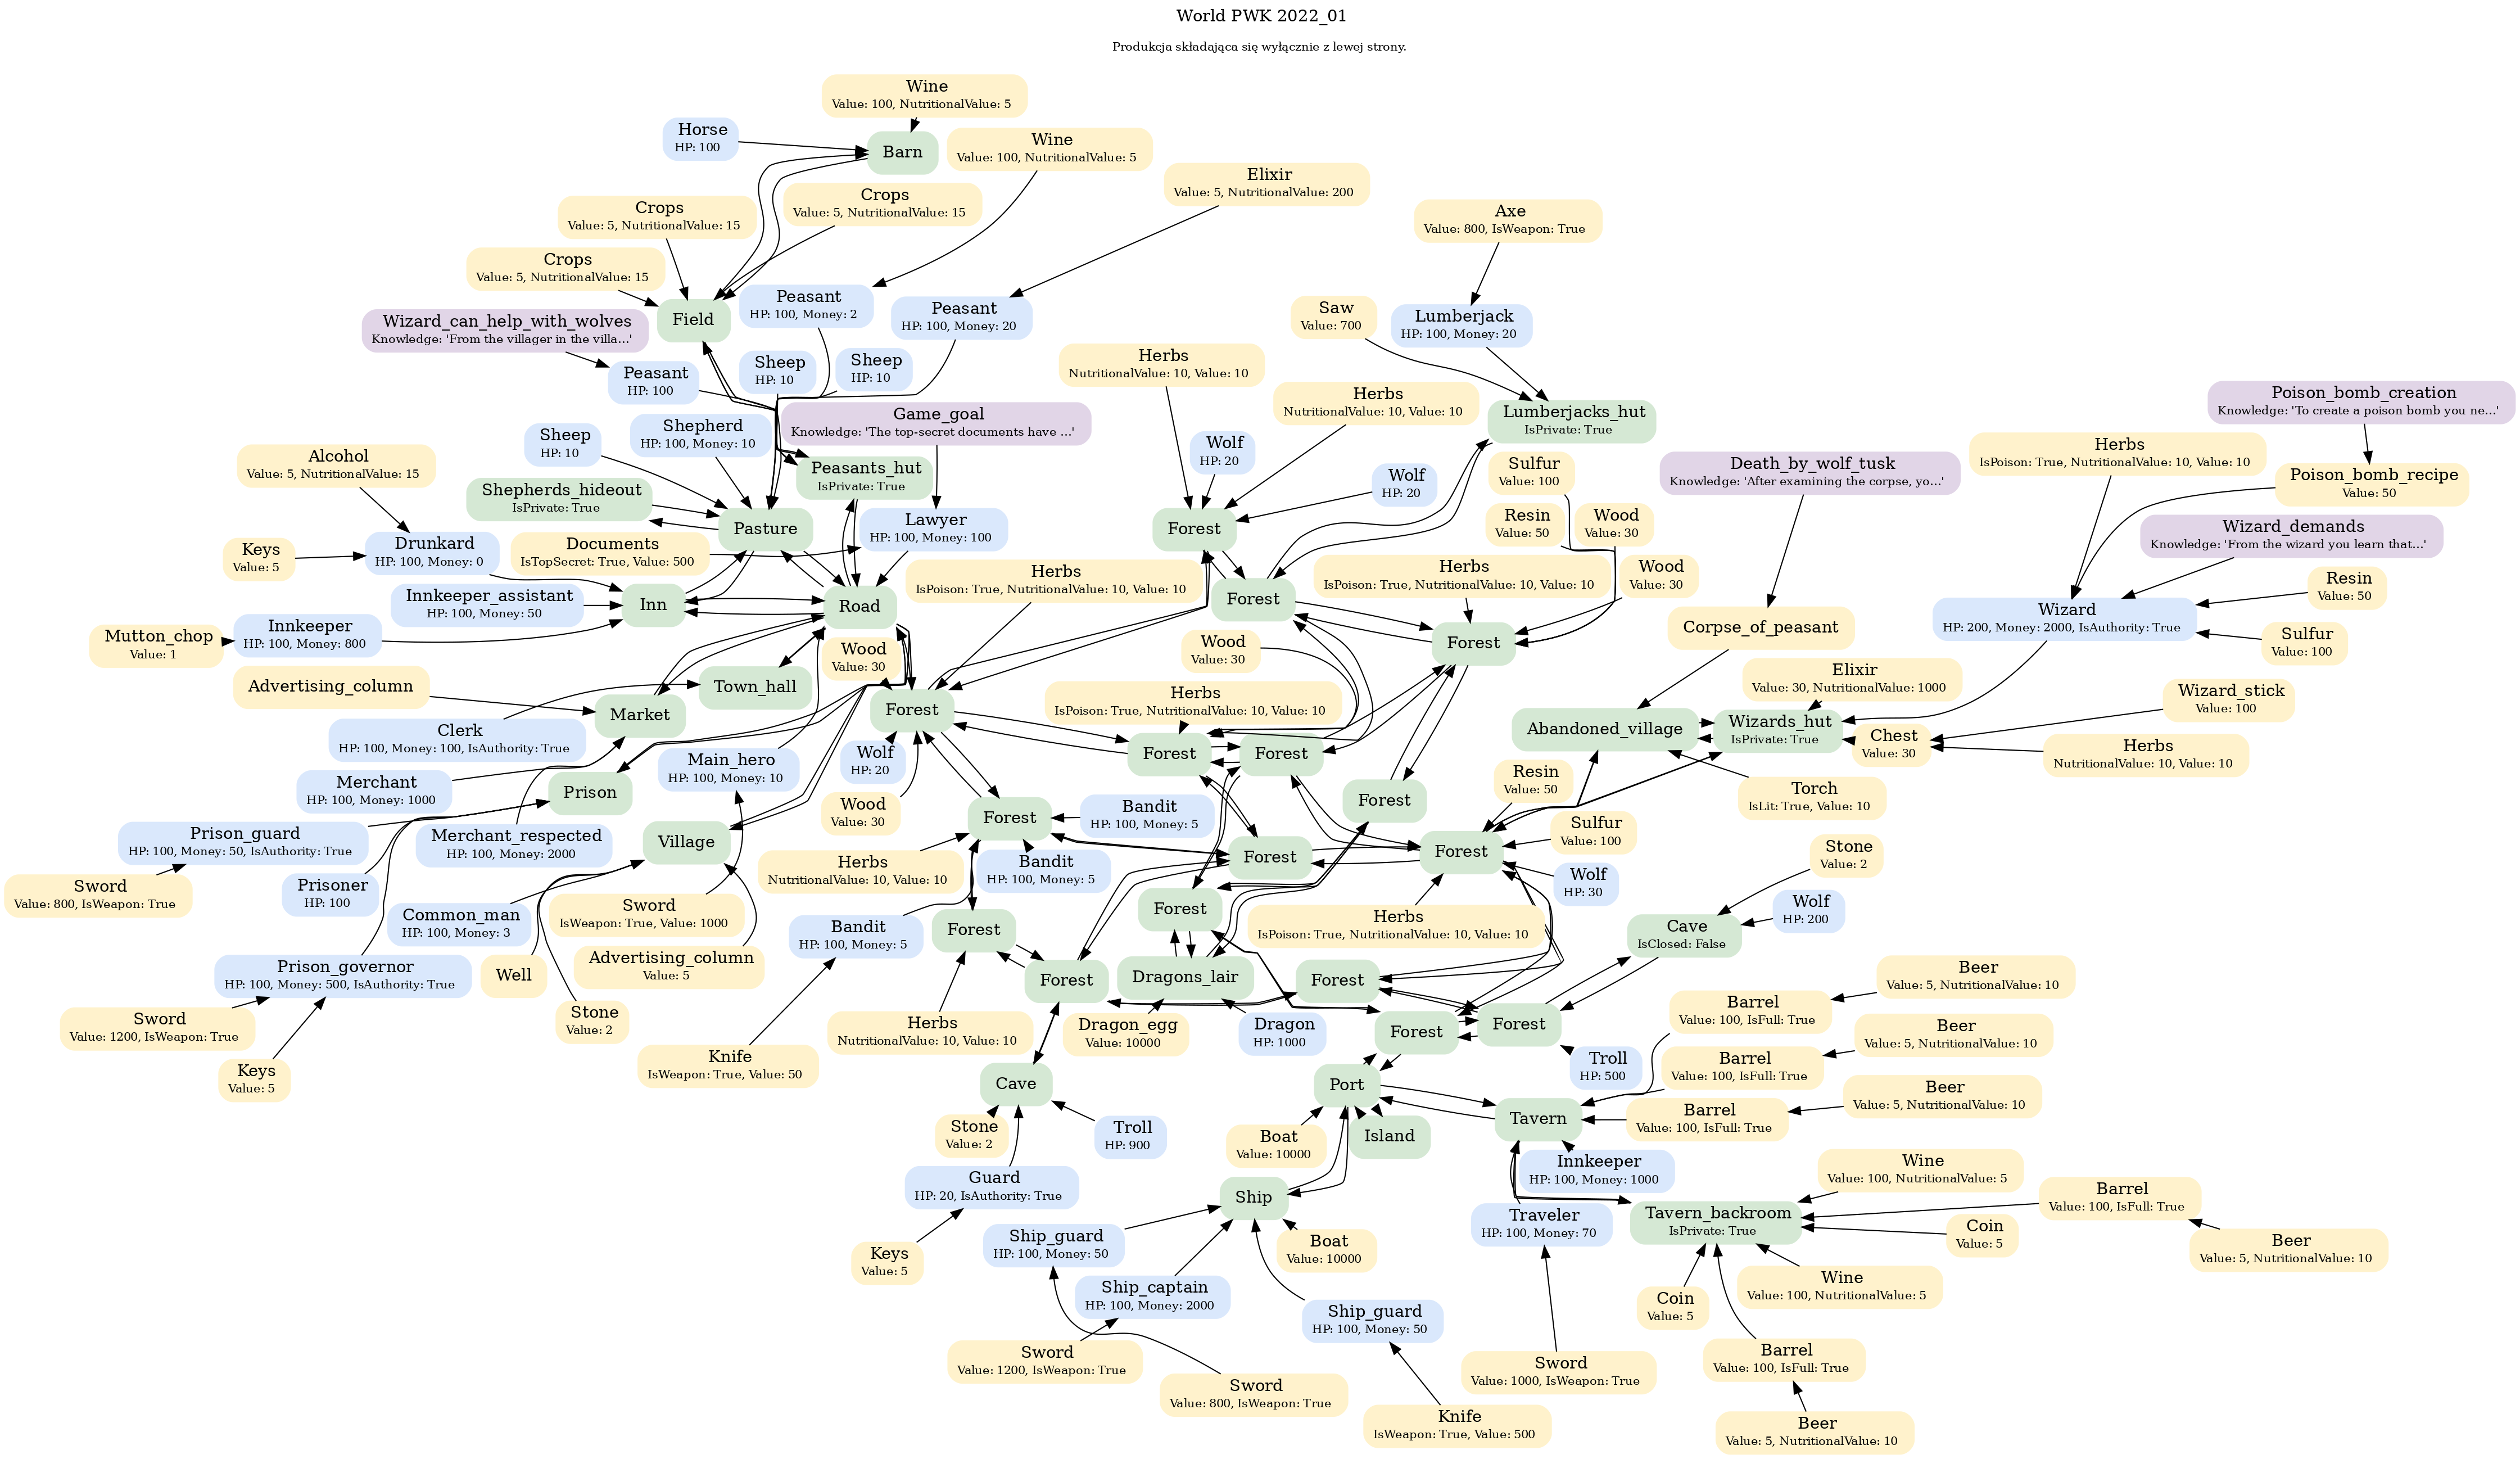 World PWK 2022_01
Produkcja składająca się wyłącznie z lewej strony.
Wine
Value: 100, NutritionalValue: 5
Horse
HP: 100
Barn
Wine
Value: 100, NutritionalValue: 5
Elixir
Value: 5, NutritionalValue: 200
Crops
Value: 5, NutritionalValue: 15
Crops
Value: 5, NutritionalValue: 15
Axe
Value: 800, IsWeapon: True
Crops
Value: 5, NutritionalValue: 15
Field
Peasant
HP: 100, Money: 2
Peasant
HP: 100, Money: 20
Saw
Value: 700
Lumberjack
HP: 100, Money: 20
Wizard_can_help_with_wolves
Knowledge: 'From the villager in the villa...'
Peasant
HP: 100
Sheep
HP: 10
Sheep
HP: 10
Herbs
NutritionalValue: 10, Value: 10
Herbs
NutritionalValue: 10, Value: 10
Lumberjacks_hut
IsPrivate: True
Poison_bomb_creation
Knowledge: 'To create a poison bomb you ne...'
Game_goal
Knowledge: 'The top-secret documents have ...'
Shepherd
HP: 100, Money: 10
Sheep
HP: 10
Wolf
HP: 20
Wolf
HP: 20
Alcohol
Value: 5, NutritionalValue: 15
Peasants_hut
IsPrivate: True
Sulfur
Value: 100
Death_by_wolf_tusk
Knowledge: 'After examining the corpse, yo...'
Herbs
IsPoison: True, NutritionalValue: 10, Value: 10
Poison_bomb_recipe
Value: 50
Shepherds_hideout
IsPrivate: True
Pasture
Lawyer
HP: 100, Money: 100
Forest
Resin
Value: 50
Wood
Value: 30
Wizard_demands
Knowledge: 'From the wizard you learn that...'
Keys
Value: 5
Drunkard
HP: 100, Money: 0
Documents
IsTopSecret: True, Value: 500
Herbs
IsPoison: True, NutritionalValue: 10, Value: 10
Herbs
IsPoison: True, NutritionalValue: 10, Value: 10
Wood
Value: 30
Resin
Value: 50
Innkeeper_assistant
HP: 100, Money: 50
Inn
Road
Forest
Wizard
HP: 200, Money: 2000, IsAuthority: True
Mutton_chop
Value: 1
Innkeeper
HP: 100, Money: 800
Wood
Value: 30
Wood
Value: 30
Forest
Corpse_of_peasant
Sulfur
Value: 100
Advertising_column
Town_hall
Herbs
IsPoison: True, NutritionalValue: 10, Value: 10
Elixir
Value: 30, NutritionalValue: 1000
Wizard_stick
Value: 100
Market
Forest
Abandoned_village
Wizards_hut
IsPrivate: True
Clerk
HP: 100, Money: 100, IsAuthority: True
Chest
Value: 30
Herbs
NutritionalValue: 10, Value: 10
Main_hero
HP: 100, Money: 10
Wolf
HP: 20
Forest
Forest
Merchant
HP: 100, Money: 1000
Prison
Wood
Value: 30
Forest
Resin
Value: 50
Torch
IsLit: True, Value: 10
Prison_guard
HP: 100, Money: 50, IsAuthority: True
Merchant_respected
HP: 100, Money: 2000
Village
Forest
Bandit
HP: 100, Money: 5
Sulfur
Value: 100
Herbs
NutritionalValue: 10, Value: 10
Bandit
HP: 100, Money: 5
Forest
Forest
Stone
Value: 2
Sword
Value: 800, IsWeapon: True
Prisoner
HP: 100
Wolf
HP: 30
Common_man
HP: 100, Money: 3
Sword
IsWeapon: True, Value: 1000
Bandit
HP: 100, Money: 5
Forest
Forest
Herbs
IsPoison: True, NutritionalValue: 10, Value: 10
Wolf
HP: 200
Cave
IsClosed: False
Prison_governor
HP: 100, Money: 500, IsAuthority: True
Well
Advertising_column
Value: 5
Forest
Dragons_lair
Forest
Beer
Value: 5, NutritionalValue: 10
Barrel
Value: 100, IsFull: True
Sword
Value: 1200, IsWeapon: True
Stone
Value: 2
Herbs
NutritionalValue: 10, Value: 10
Dragon_egg
Value: 10000
Dragon
HP: 1000
Forest
Forest
Beer
Value: 5, NutritionalValue: 10
Keys
Value: 5
Knife
IsWeapon: True, Value: 50
Cave
Port
Troll
HP: 500
Barrel
Value: 100, IsFull: True
Beer
Value: 5, NutritionalValue: 10
Stone
Value: 2
Troll
HP: 900
Boat
Value: 10000
Island
Tavern
Barrel
Value: 100, IsFull: True
Guard
HP: 20, IsAuthority: True
Ship
Innkeeper
HP: 100, Money: 1000
Wine
Value: 100, NutritionalValue: 5
Barrel
Value: 100, IsFull: True
Keys
Value: 5
Ship_guard
HP: 100, Money: 50
Boat
Value: 10000
Traveler
HP: 100, Money: 70
Tavern_backroom
IsPrivate: True
Coin
Value: 5
Beer
Value: 5, NutritionalValue: 10
Ship_captain
HP: 100, Money: 2000
Ship_guard
HP: 100, Money: 50
Coin
Value: 5
Wine
Value: 100, NutritionalValue: 5
Sword
Value: 1200, IsWeapon: True
Sword
Value: 800, IsWeapon: True
Sword
Value: 1000, IsWeapon: True
Barrel
Value: 100, IsFull: True
Knife
IsWeapon: True, Value: 500
Beer
Value: 5, NutritionalValue: 10